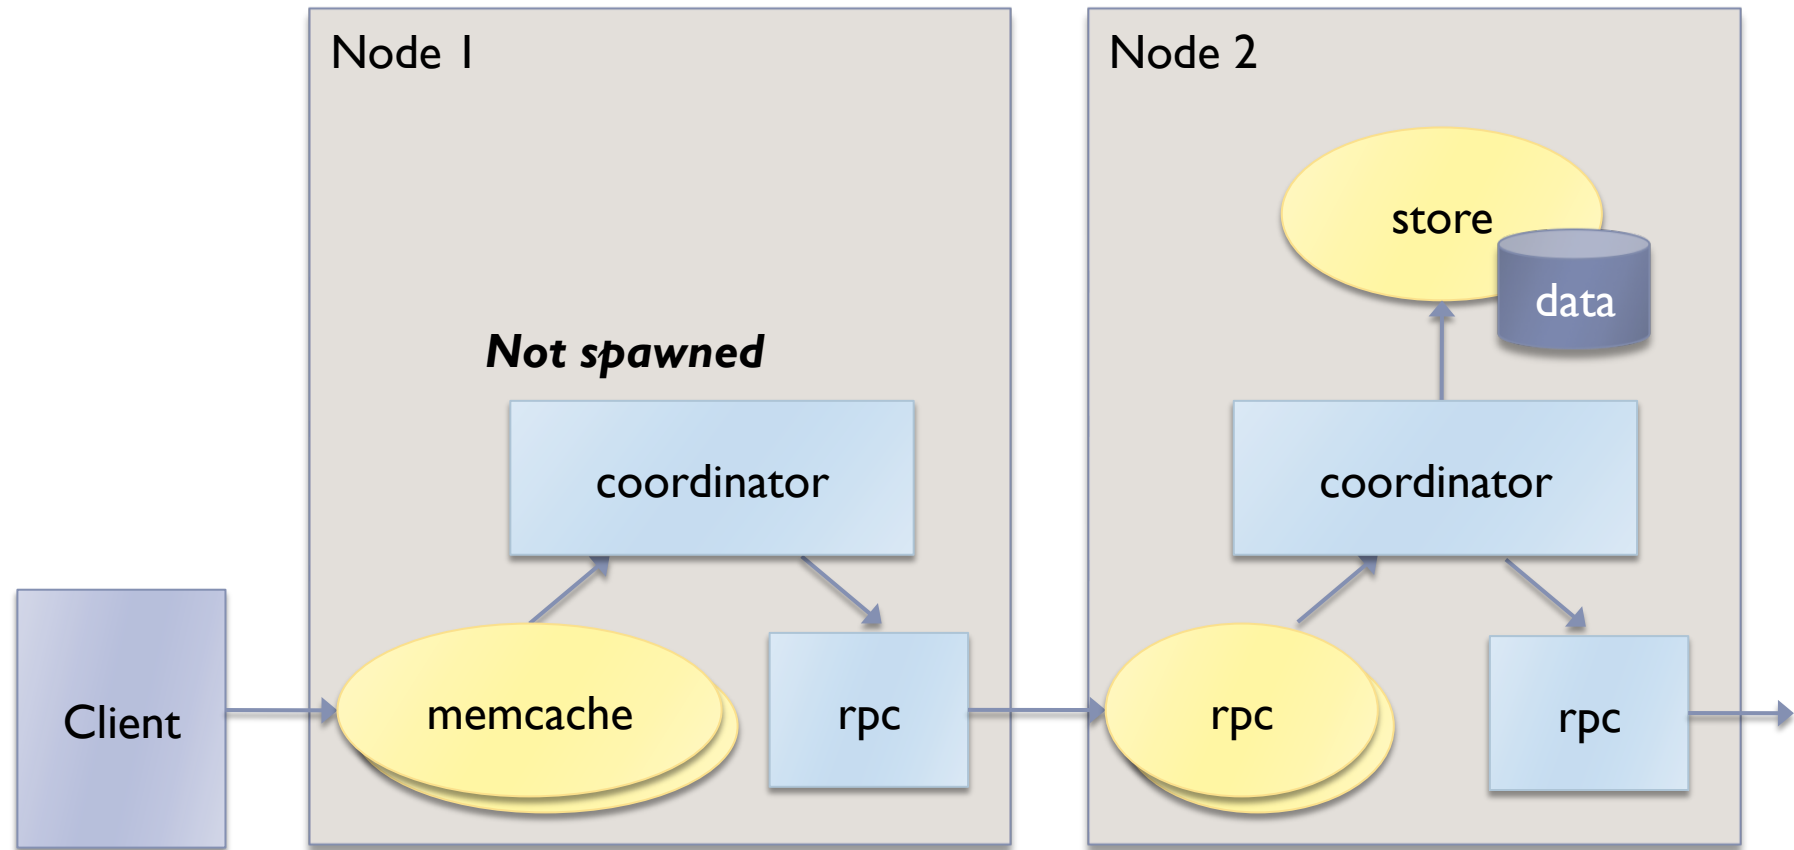 Node 1
Node 2
store
data
Not spawned
coordinator
coordinator
Client
memcache
rpc
rpc
rpc